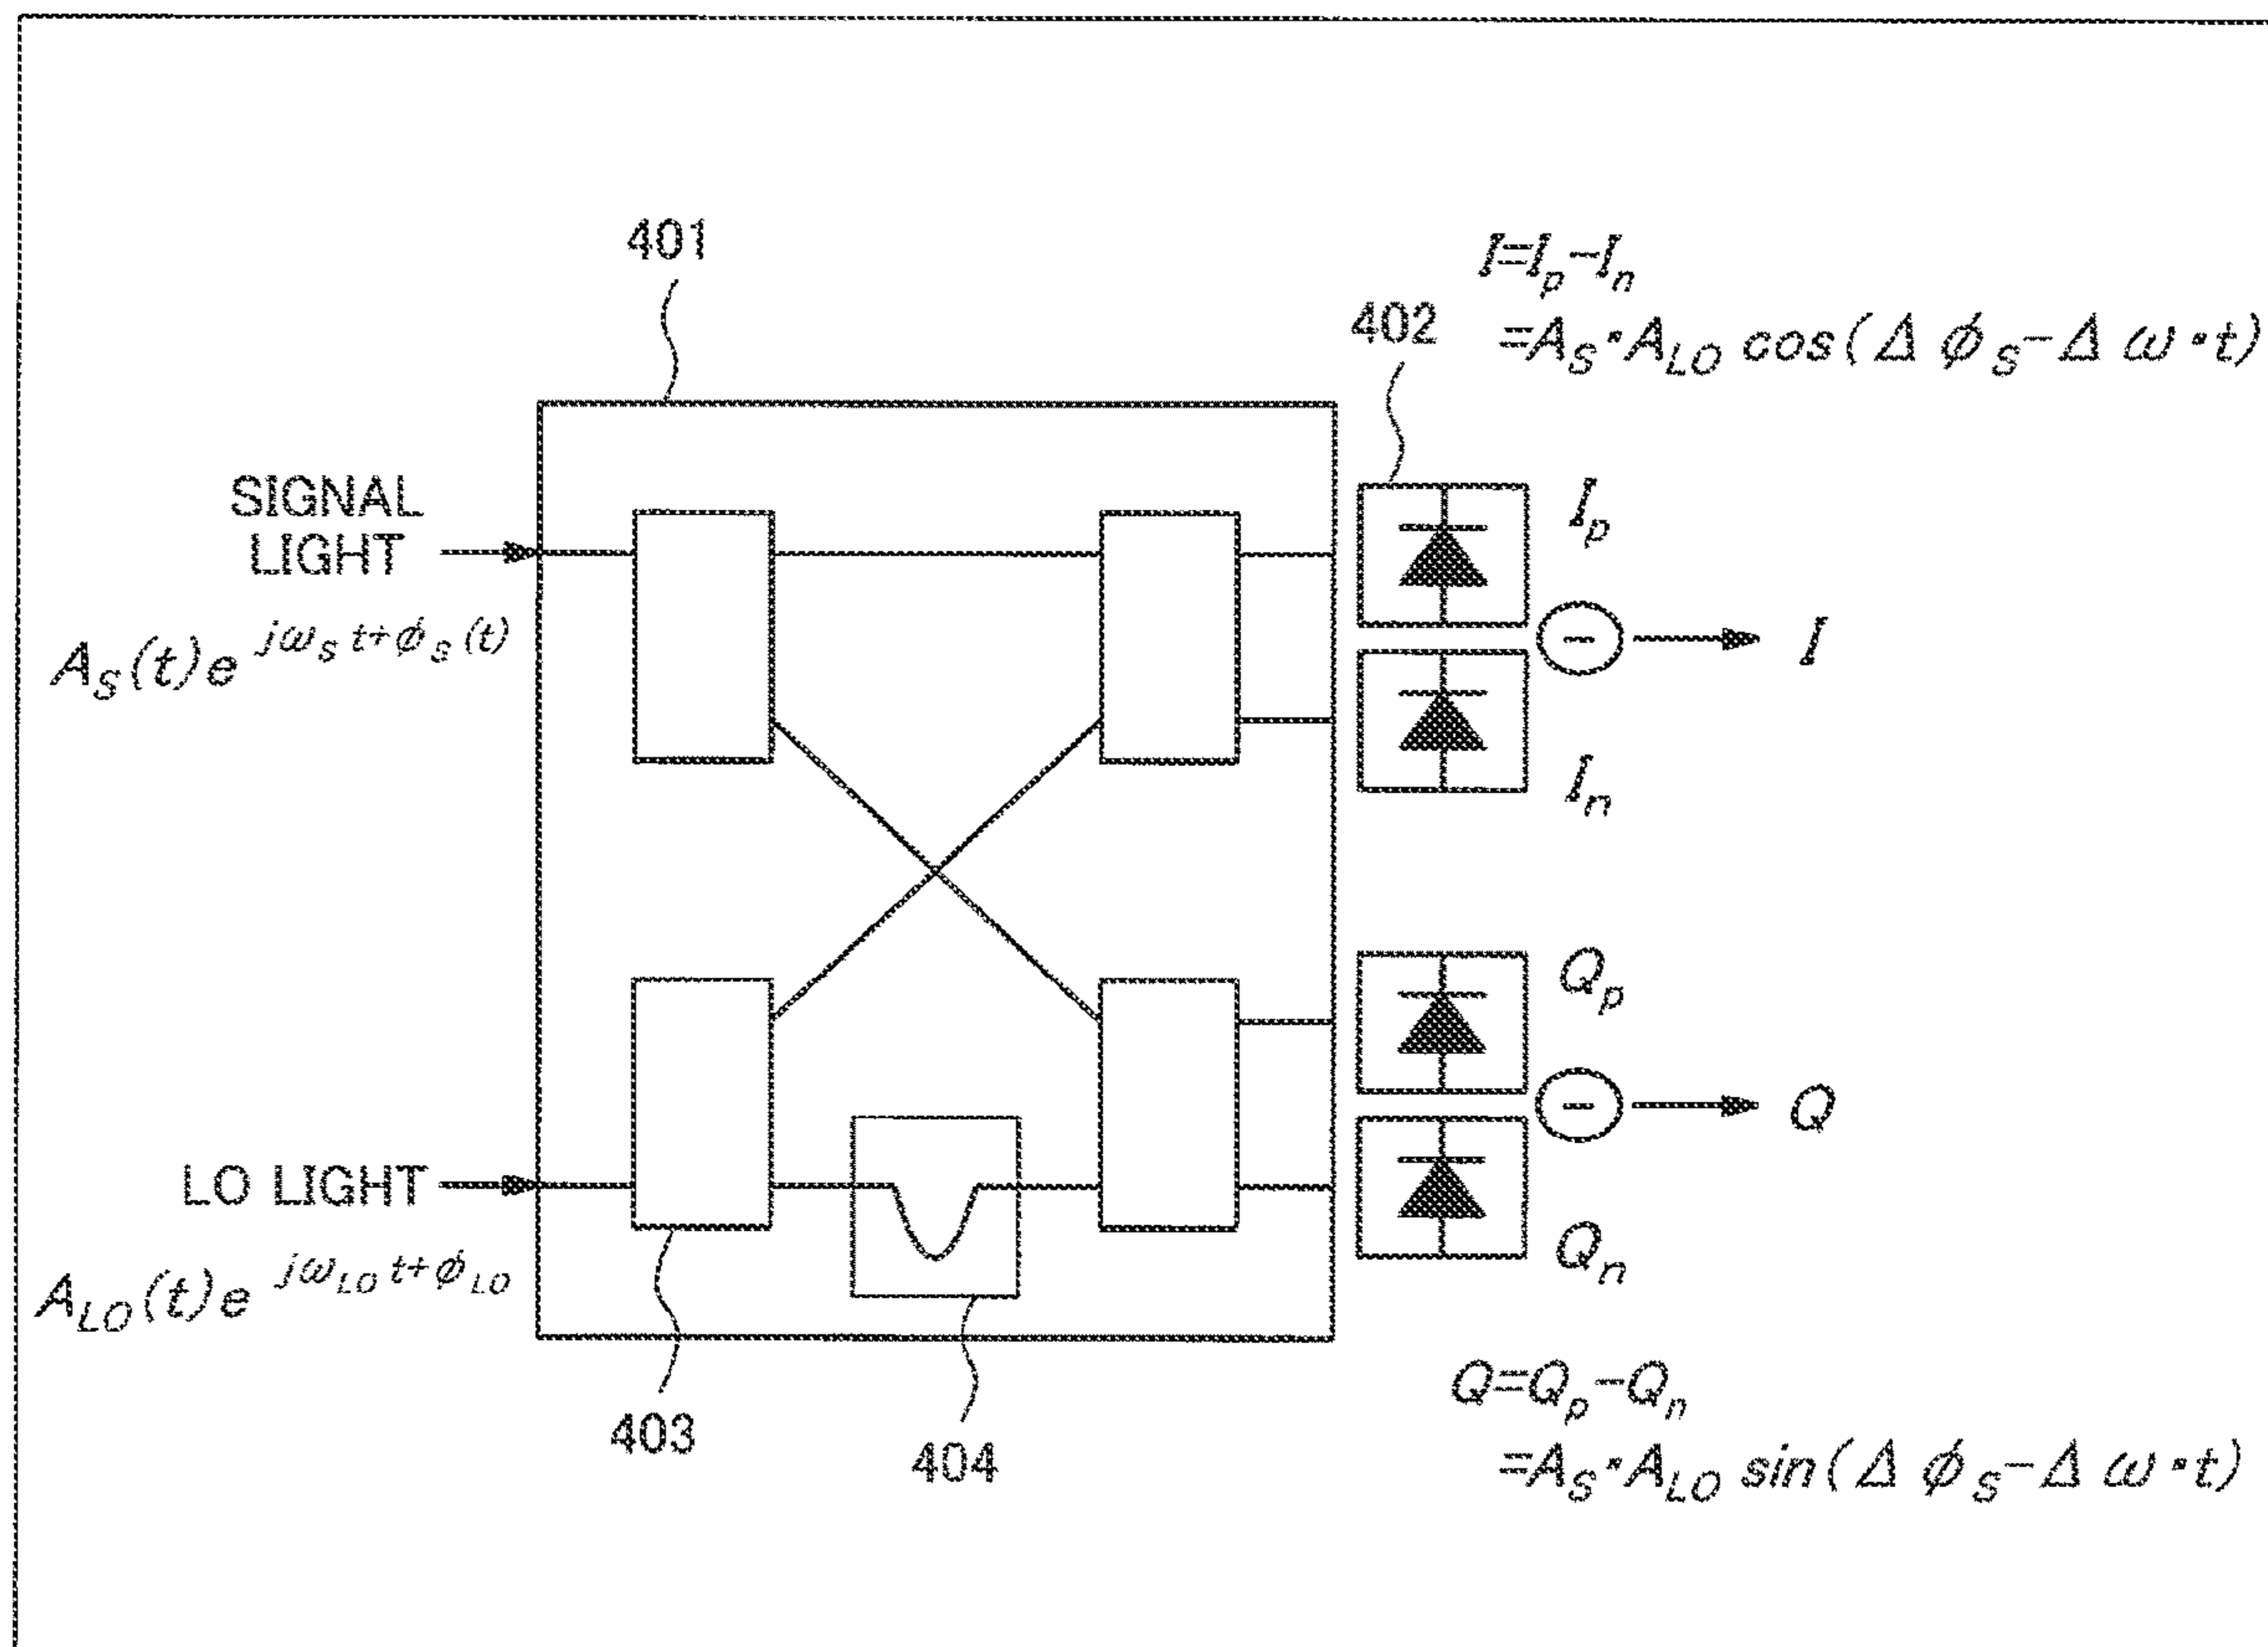 401
I=Ip-In
402
=AS・ALO cos(Δ φS-Δ ω・t)
SIGNAL
LIGHT
AS(t)e jωS t+φS(t)
Ip
−
I
In
Qp
−
Q
LO LIGHT
ALO(t)e jωLO t+φLO
Qn
403
404
Q=Qp-Qn
=AS・ALO sin(Δ φS-Δ ω・t)